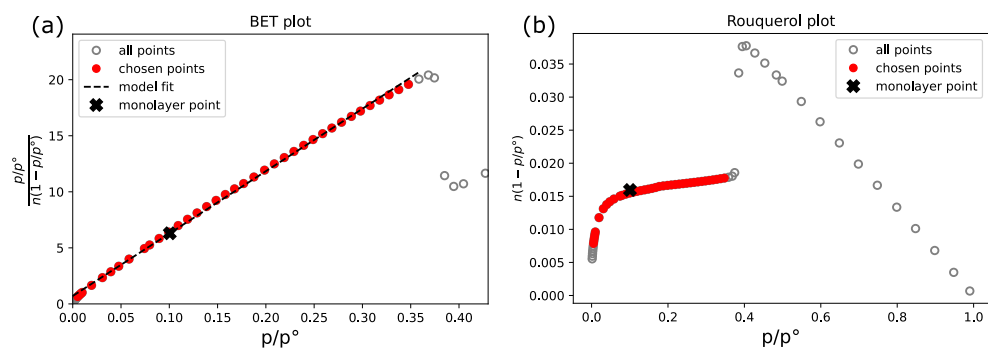 (a)
BET plot
all points
chosen points
model fit
monolayer point
p/p°
n(1 − p/p°)
20
15
10
5
0
0.00 0.05 0.10 0.15 0.20 0.25 0.30 0.35 0.40
p/p°
(b)
Rouquerol plot
all points
chosen points
monolayer point
n(1 − p/p°)
0.035
0.030
0.025
0.020
0.015
0.010
0.005
0.000
0.0 0.2 0.4 0.6 0.8 1.0
p/p°